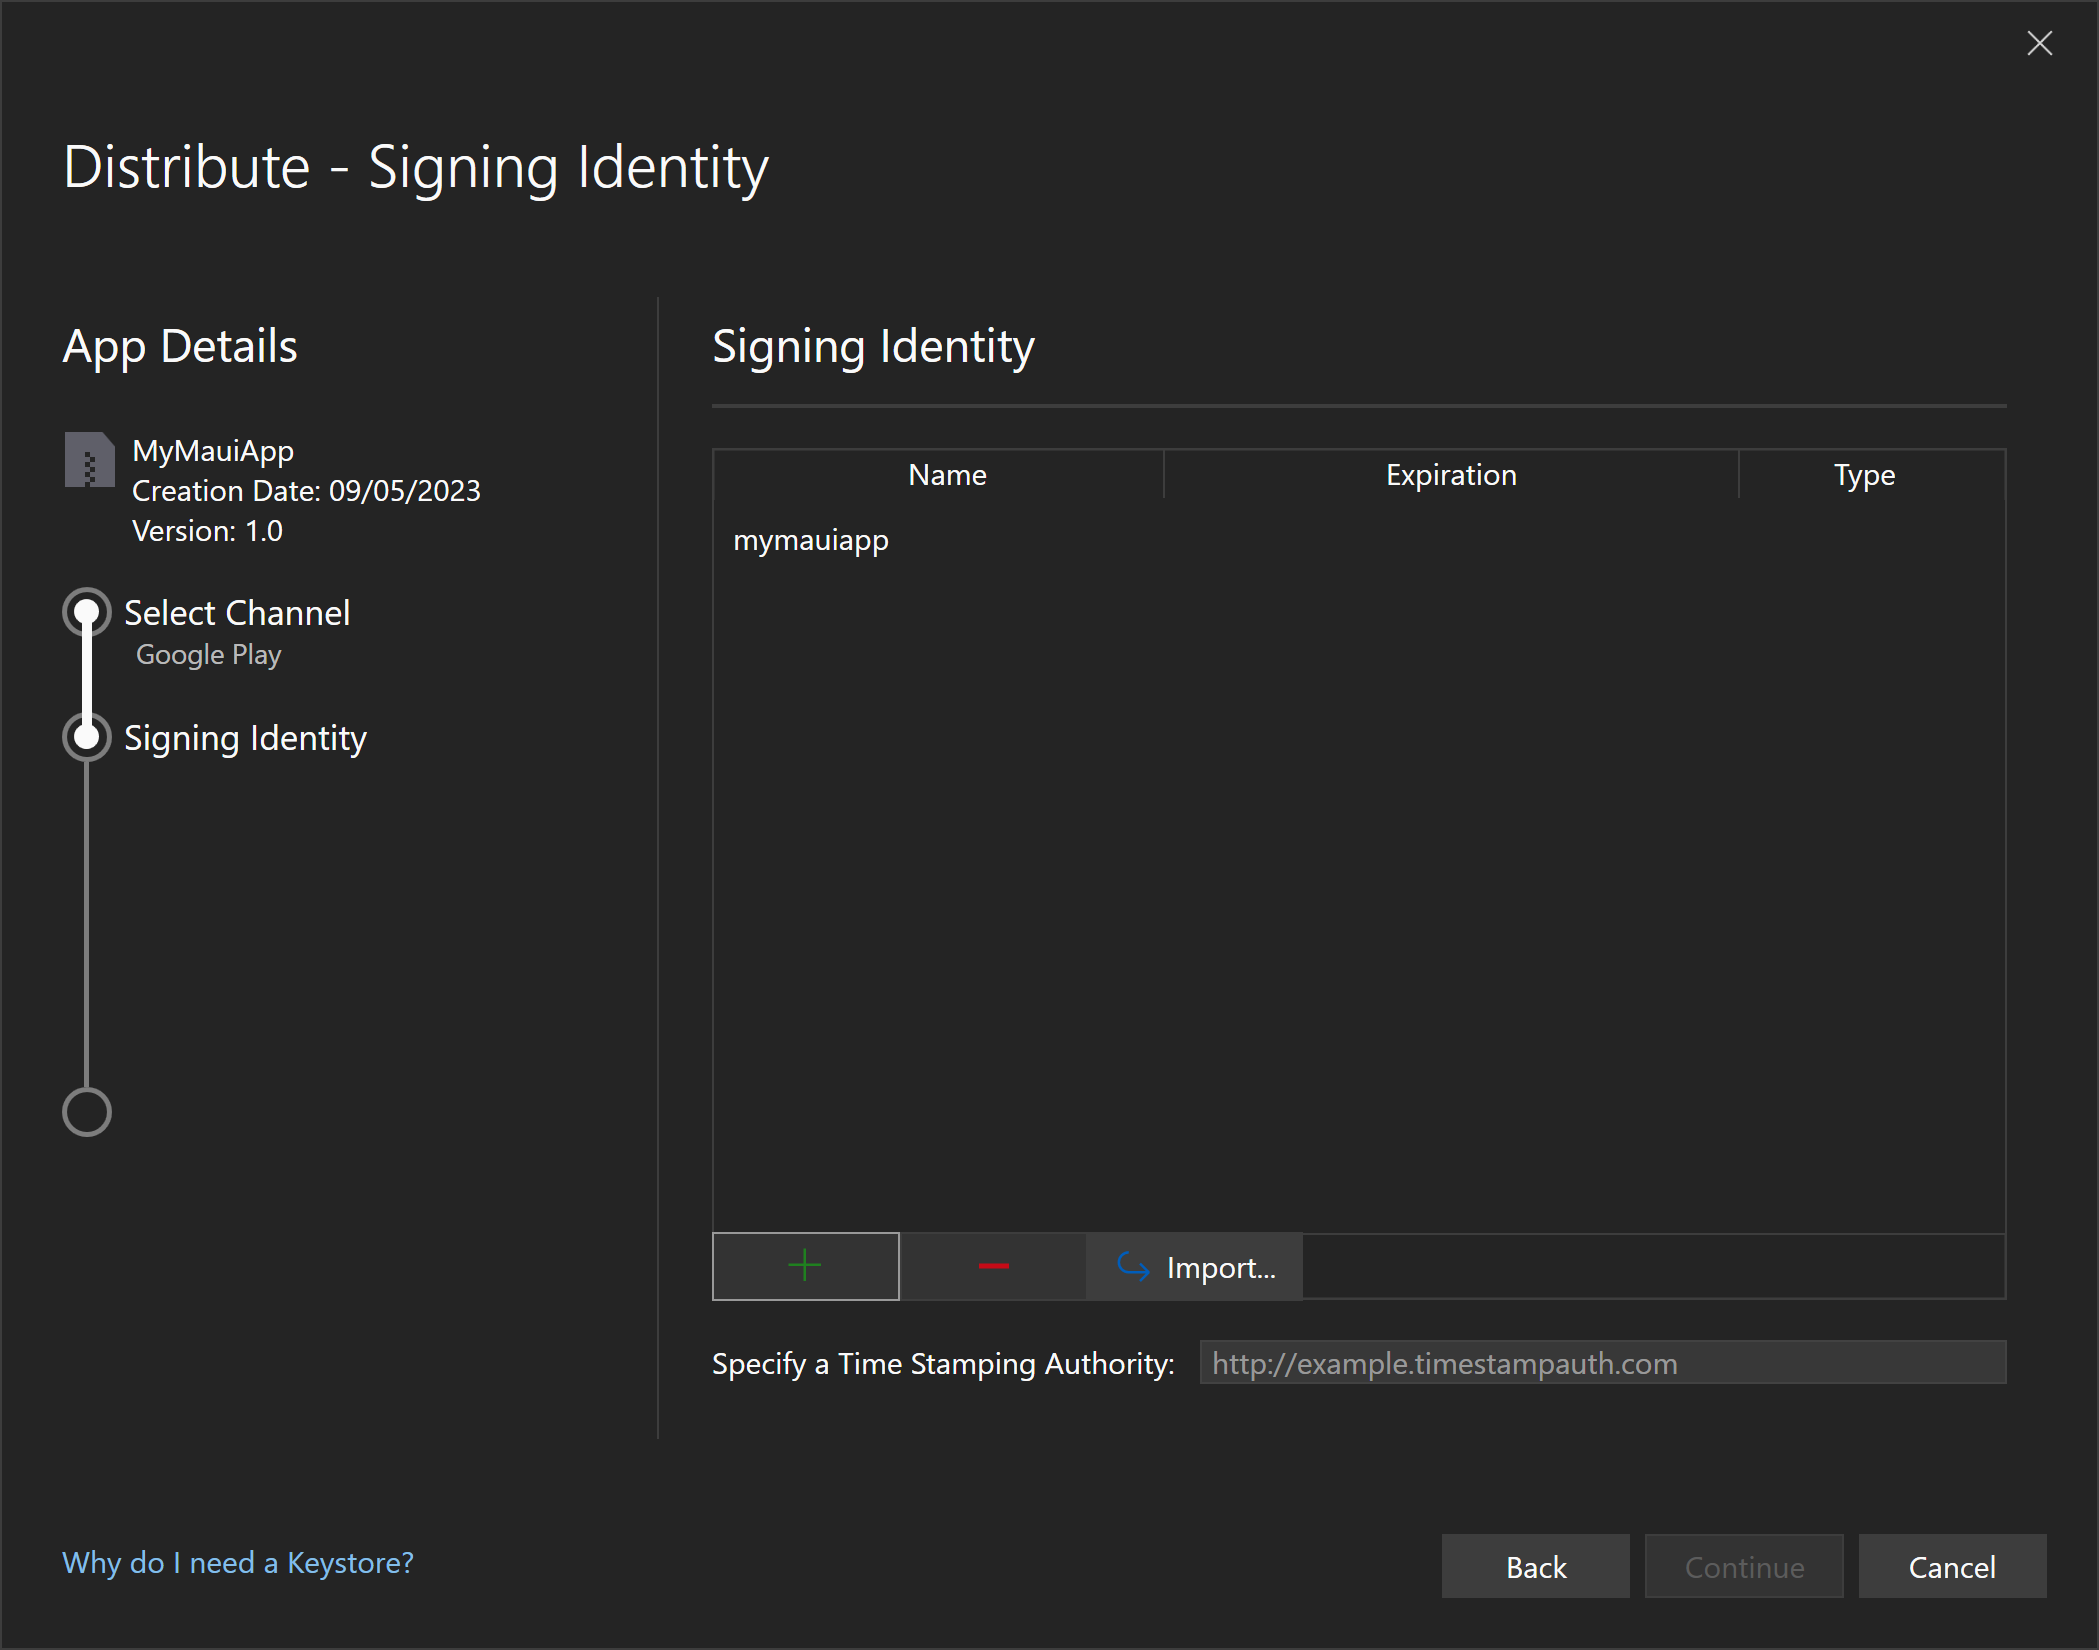 Distribute - Signing Identity
App Details
MyMauiApp
Creation Date: 09/05/2023
Version: 1.0
Select Channel
Google Play
Signing Identity
Signing Identity
Name Expiration Type
mymauiapp
Import...
Specify a Time Stamping Authority: http://example.timestampauth.com
Why do I need a Keystore?
Back Continue Cancel